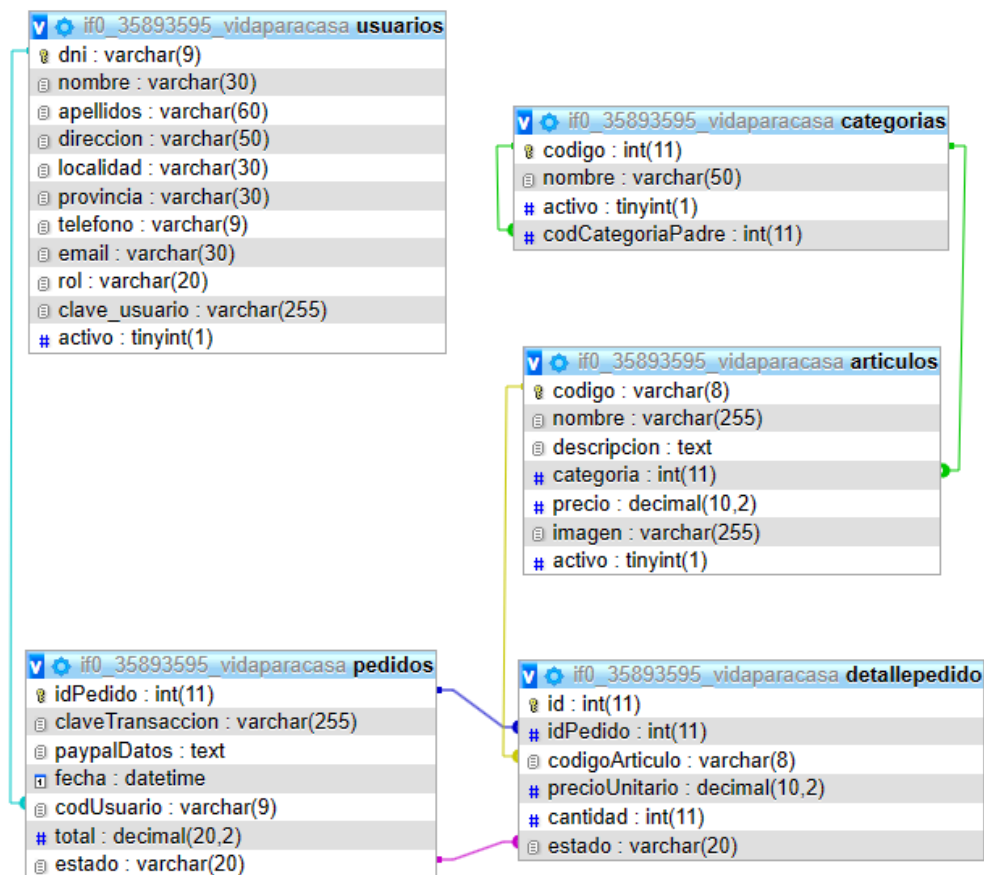 if0_35893595_vidaparacasa usuarios
dni : varchar(9)
nombre : varchar(30)
apellidos : varchar(60)
direccion : varchar(50)
localidad : varchar(30)
provincia : varchar(30)
telefono : varchar(9)
email : varchar(30)
rol : varchar(20)
clave_usuario : varchar(255)
activo : tinyint(1)
if0_35893595_vidaparacasa categorias
codigo : int(11)
nombre : varchar(50)
activo : tinyint(1)
codCategoriaPadre : int(11)
if0_35893595_vidaparacasa articulos
codigo : varchar(8)
nombre : varchar(255)
descripcion : text
categoria : int(11)
precio : decimal(10,2)
imagen : varchar(255)
activo : tinyint(1)
if0_35893595_vidaparacasa pedidos
idPedido : int(11)
claveTransaccion : varchar(255)
paypalDatos : text
fecha : datetime
codUsuario : varchar(9)
total : decimal(20,2)
estado : varchar(20)
if0_35893595_vidaparacasa detallepedido
id : int(11)
idPedido : int(11)
codigoArticulo : varchar(8)
precioUnitario : decimal(10,2)
cantidad : int(11)
estado : varchar(20)